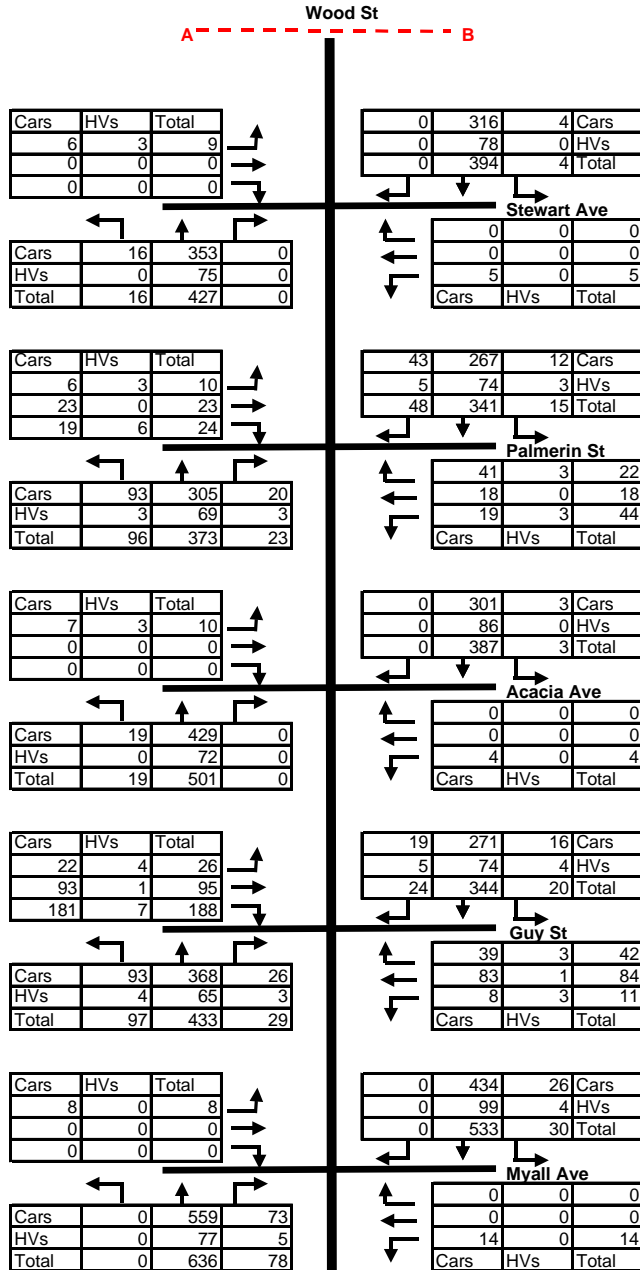 Wood St
A B
Cars HVs Total
6 3 9
0 0 0
0 0 0
0 316 4 Cars
0 78 0 HVs
0 394 4 Total
Stewart Ave
Cars 16 353 0
HVs 0 75 0
Total 16 427 0
0 0 0
0 0 0
5 0 5
Cars HVs Total
Cars HVs Total
6 3 10
23 0 23
19 6 24
43 267 12 Cars
5 74 3 HVs
48 341 15 Total
Palmerin St
Cars 93 305 20
HVs 3 69 3
Total 96 373 23
41 3 22
18 0 18
19 3 44
Cars HVs Total
Cars HVs Total
7 3 10
0 0 0
0 0 0
0 301 3 Cars
0 86 0 HVs
0 387 3 Total
Acacia Ave
Cars 19 429 0
HVs 0 72 0
Total 19 501 0
0 0 0
0 0 0
4 0 4
Cars HVs Total
Cars HVs Total
22 4 26
93 1 95
181 7 188
19 271 16 Cars
5 74 4 HVs
24 344 20 Total
Guy St
Cars 93 368 26
HVs 4 65 3
Total 97 433 29
39 3 42
83 1 84
8 3 11
Cars HVs Total
Cars HVs Total
8 0 8
0 0 0
0 0 0
0 434 26 Cars
0 99 4 HVs
0 533 30 Total
Myall Ave
Cars 0 559 73
HVs 0 77 5
Total 0 636 78
0 0 0
0 0 0
14 0 14
Cars HVs Total